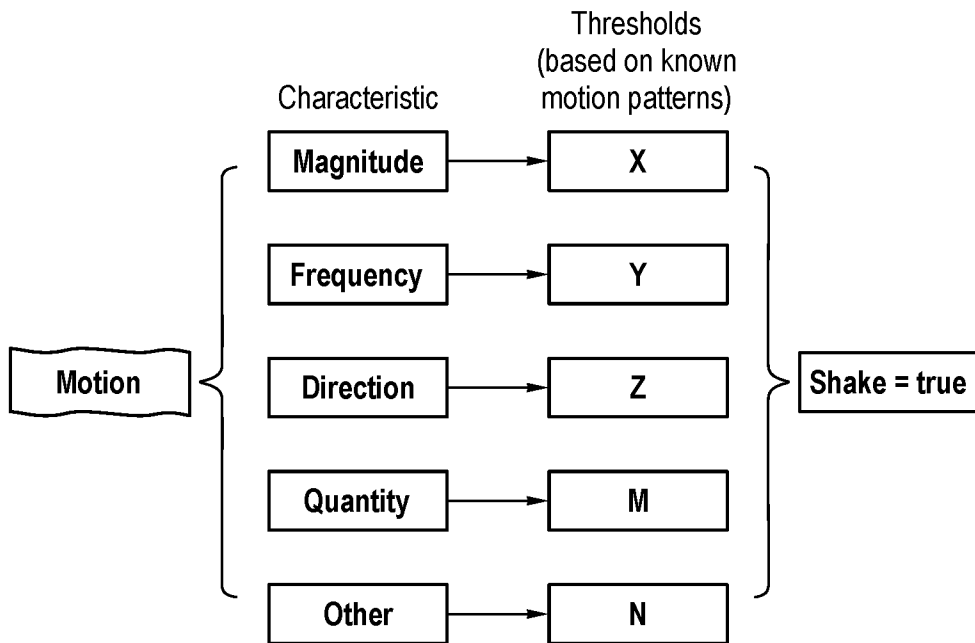 Characteristic
Thresholds
(based on known
motion patterns)
Magnitude
X
Frequency
Y
Motion
Direction
Z
Shake = true
Quantity
M
Other
N